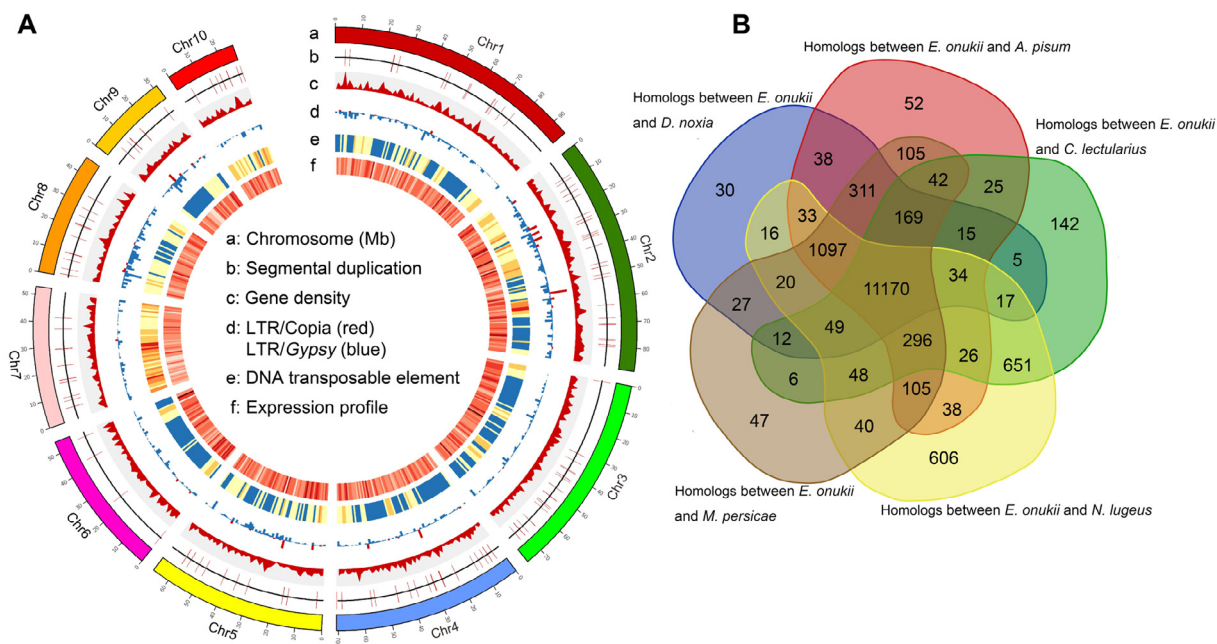 A
a
b
c
d
e
f
Chr1
Chr2
Chr3
Chr4
Chr5
Chr6
Chr7
Chr8
Chr9
Chr10
a: Chromosome (Mb)
b: Segmental duplication
c: Gene density
d: LTR/Copia (red)
LTR/Gypsy (blue)
e: DNA transposable element
f: Expression profile
B
Homologs between E. onukii and A. pisum
Homologs between E. onukii
and D. noxia
Homologs between E. onukii
and C. lectularius
52
38
105
42
25
142
30
311
169
15
5
16
33
1097
34
17
20
11170
27
12
49
296
26
651
6
48
105
38
47
40
606
Homologs between E. onukii
and M. persicae
Homologs between E. onukii and N. lugeus